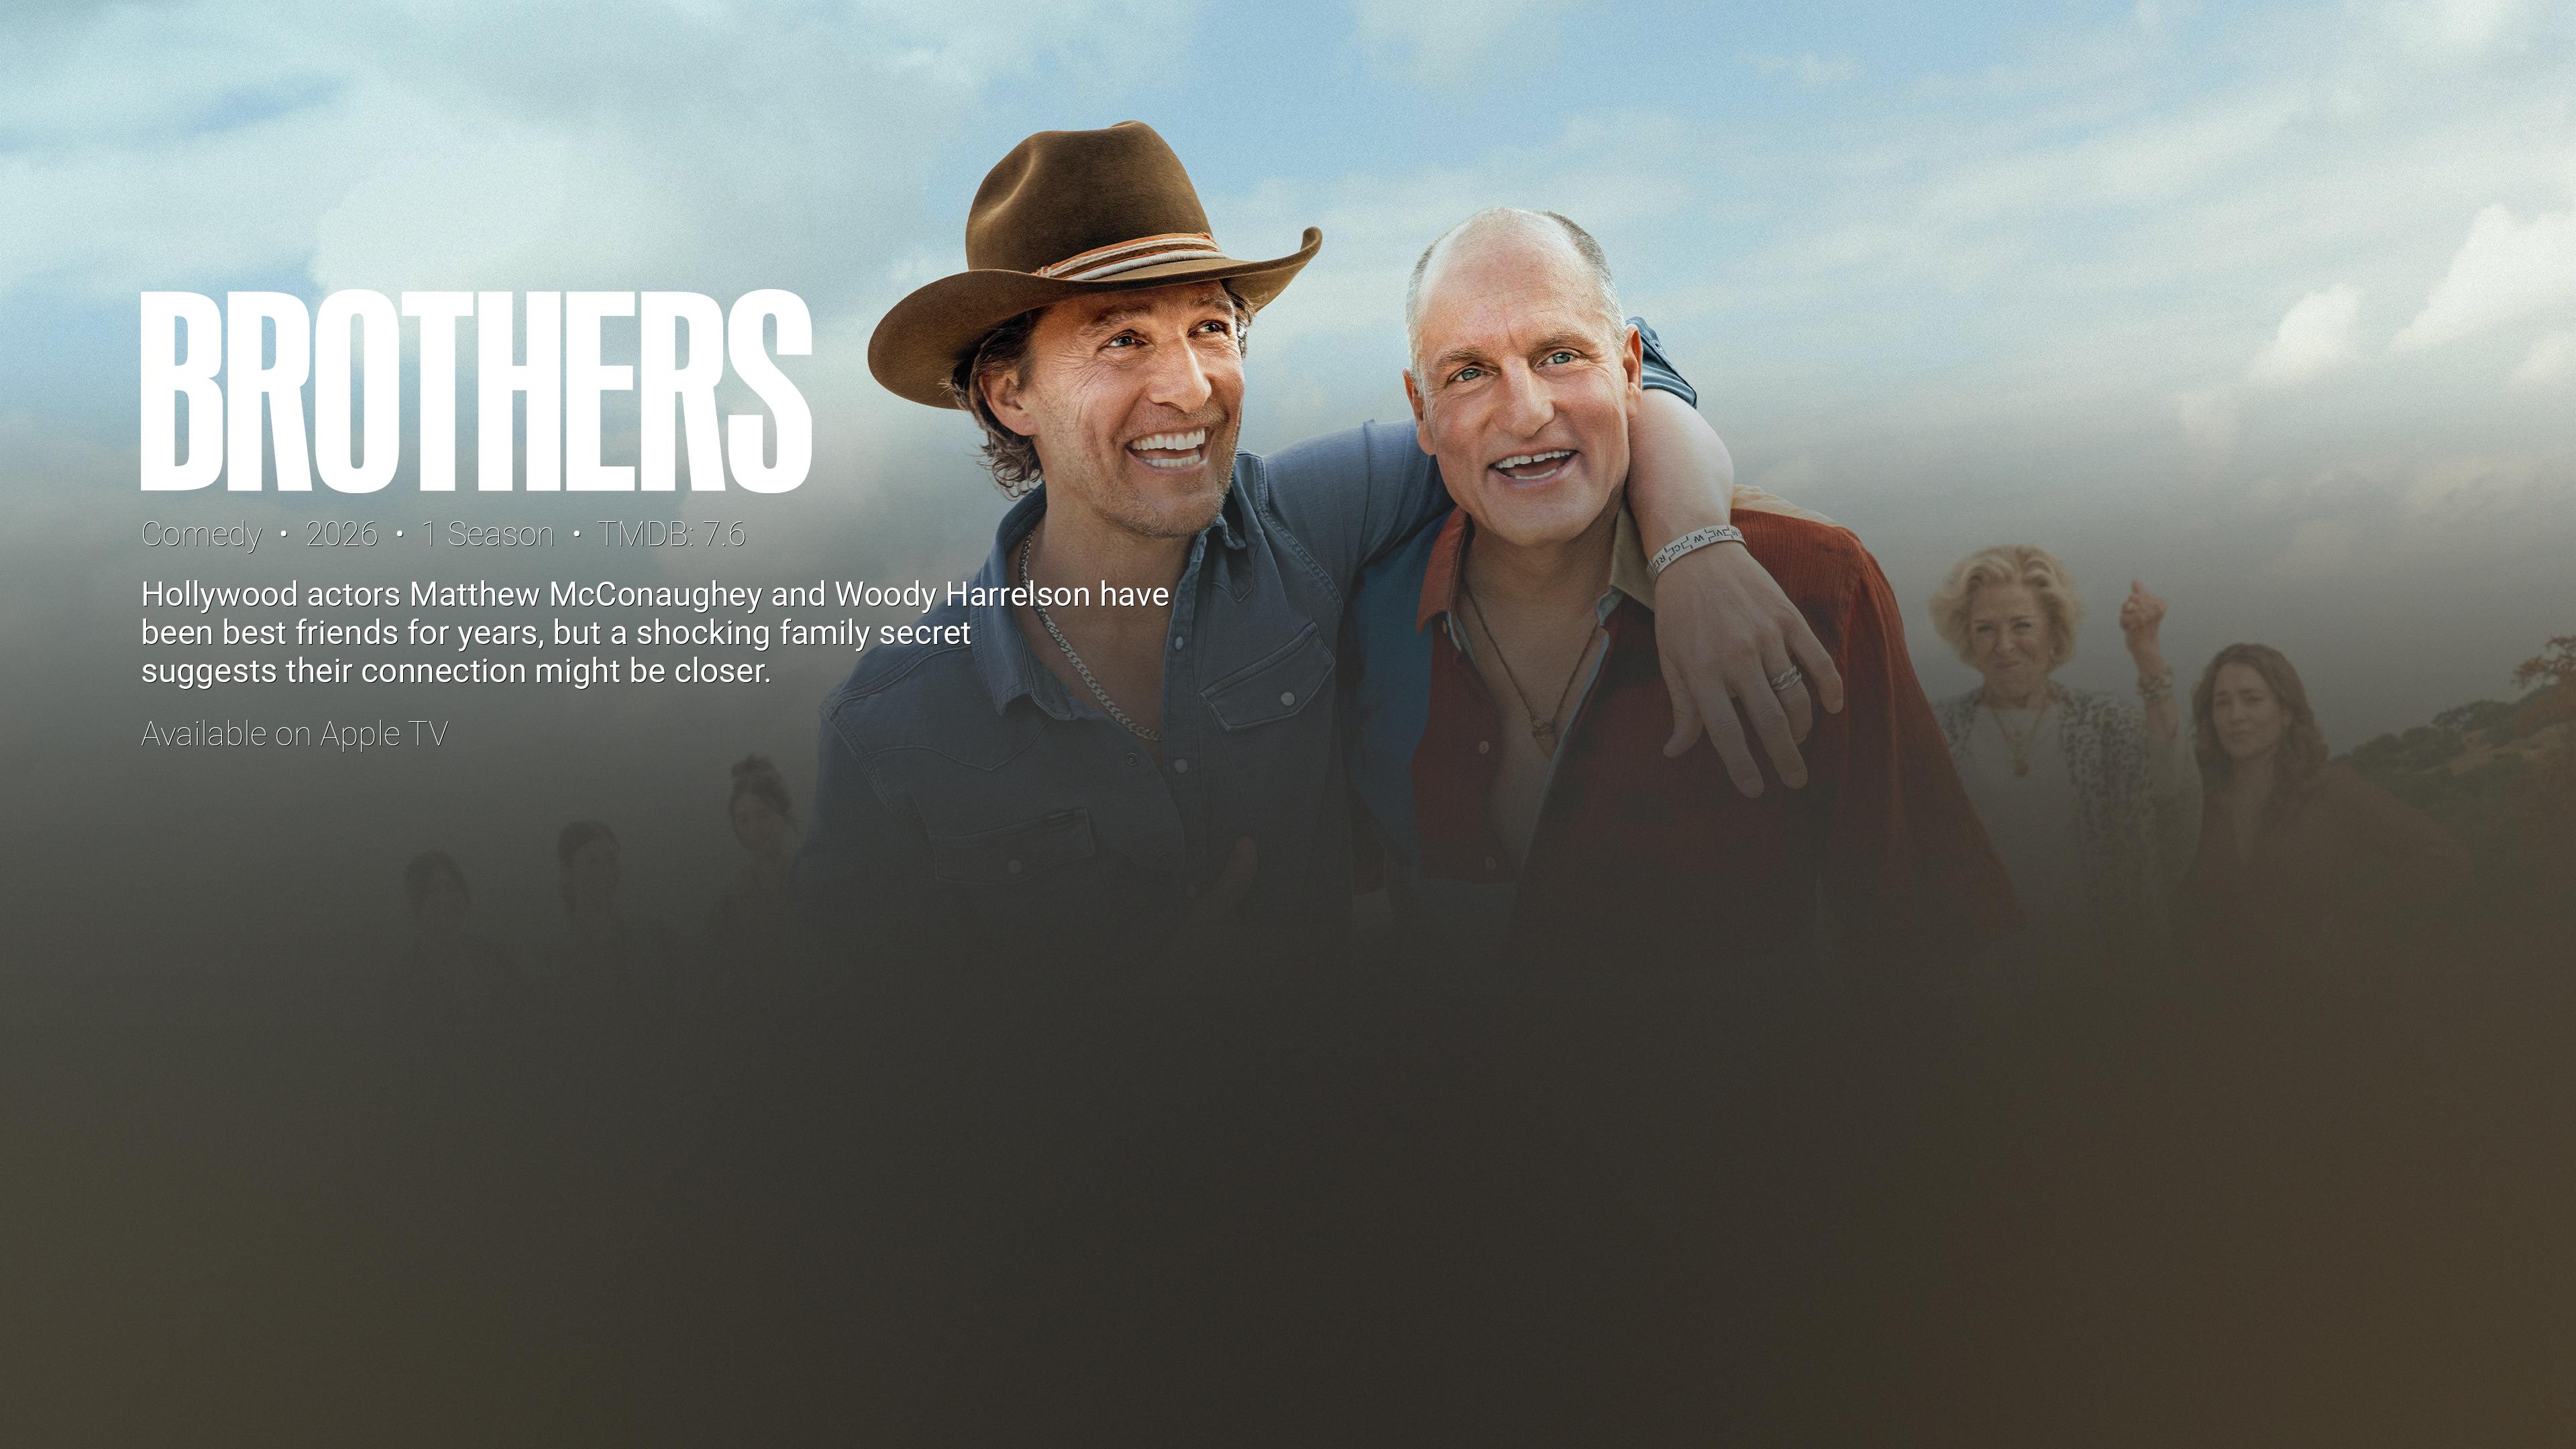 BROTHERS
Comedy • 2026 • 1 Season • TMDB: 7.6
Hollywood actors Matthew McConaughey and Woody Harrelson have
been best friends for years, but a shocking family secret
suggests their connection might be closer.
Available on Apple TV